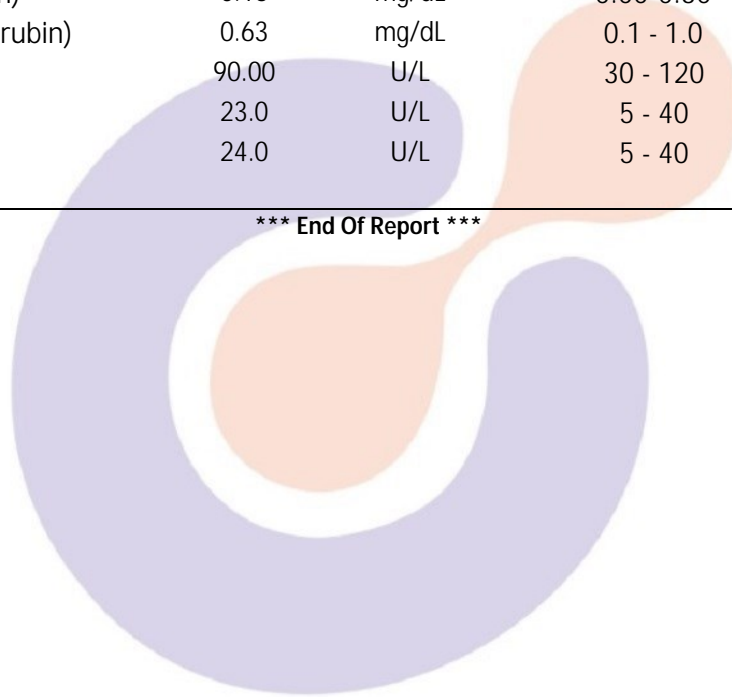 rubin) 0.63 mg/dL 0.1 - 1.0
90.00 U/L 30 - 120
23.0 U/L 5 - 40
24.0 U/L 5 - 40
*** End Of Report ***